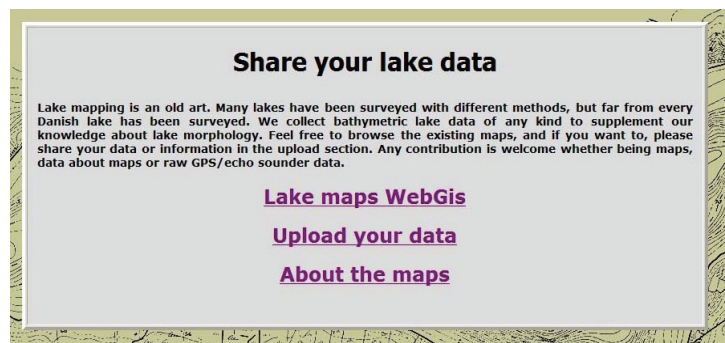 Share your lake data
Lake mapping is an old art. Many lakes have been surveyed with different methods, but far from every
Danish lake has been surveyed. We collect bathymetric lake data of any kind to supplement our
knowledge about lake morphology. Feel free to browse the existing maps, and if you want to, please
share your data or information in the upload section. Any contribution is welcome whether being maps,
data about maps or raw GPS/echo sounder data.
Lake maps WebGis
Upload your data
About the maps